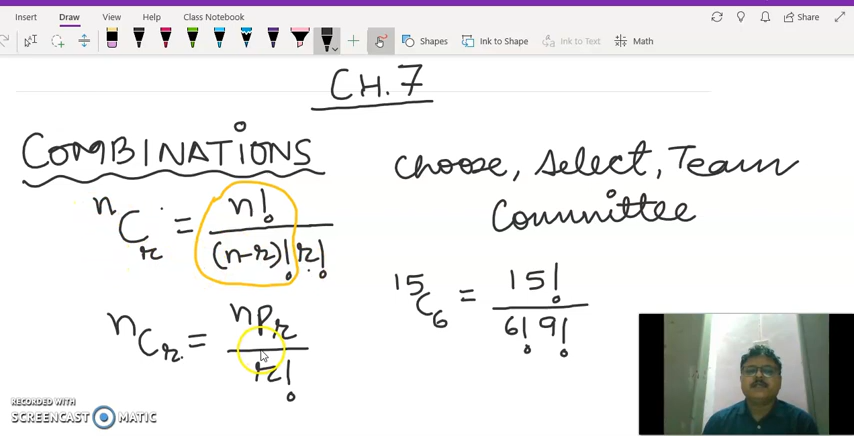 Insert Draw View Help Class Notebook Share
Shapes Ink to Shape Ink to Text Math
CH.7
COMBINATIONS
ⁿCᵣ = n! / (n-r)! r!
ⁿCᵣ = ⁿPᵣ / r!
choose, Select, Team
Committee
¹⁵C₆ = 15! / 6! 9!
RECORDED WITH
SCREENCAST MATIC